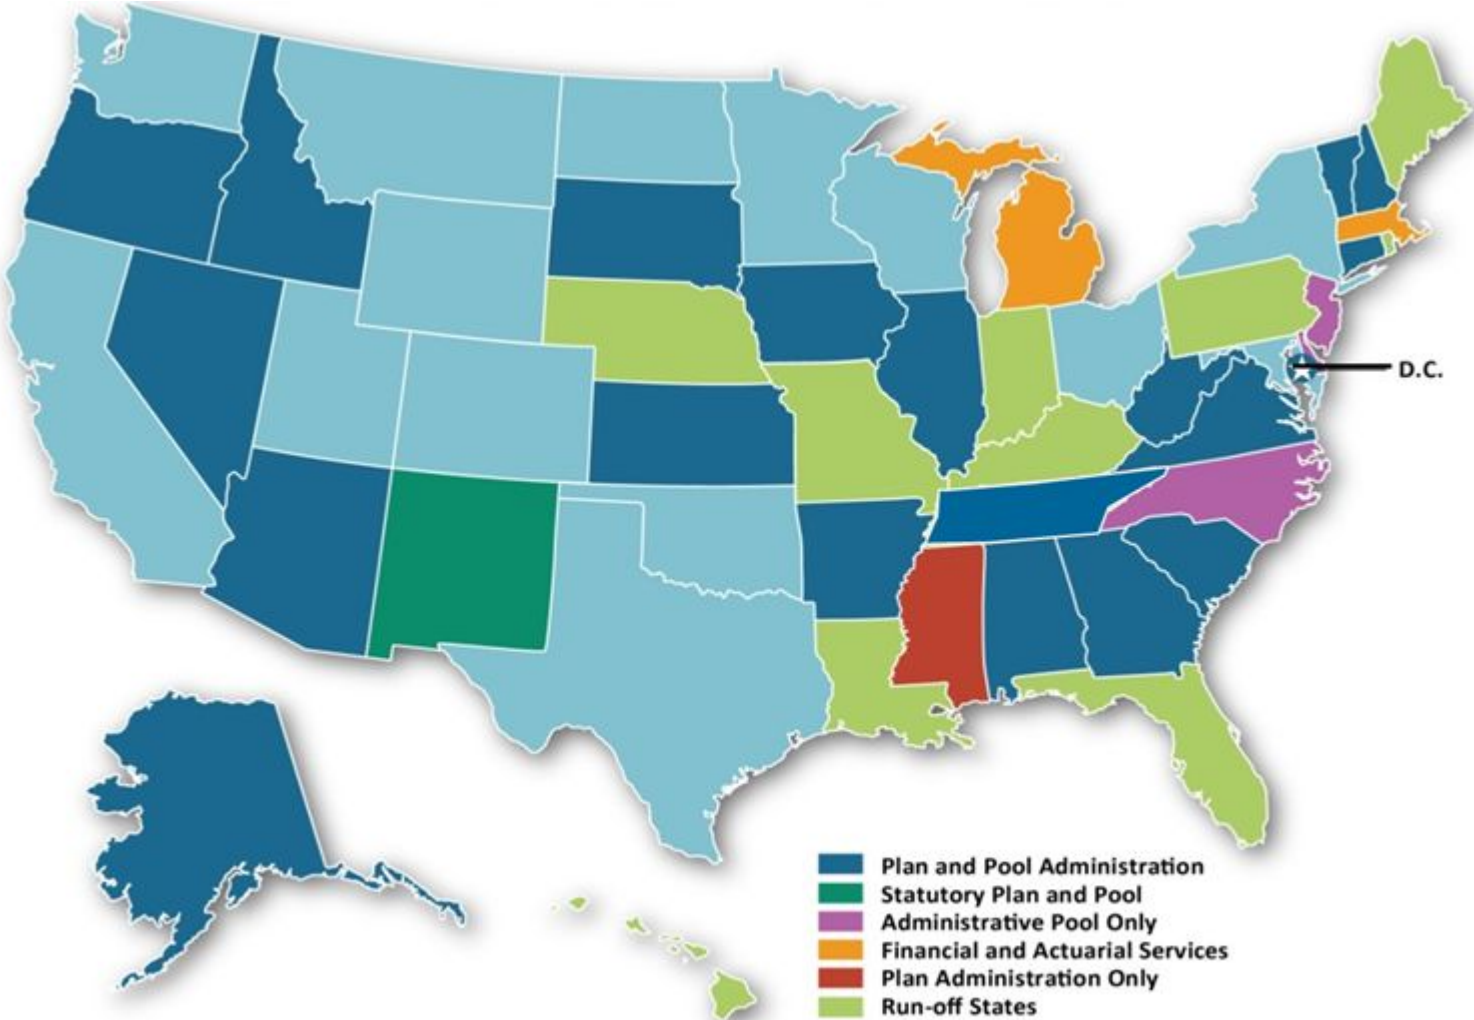 D.C.
Plan and Pool Administration
Statutory Plan and Pool
Administrative Pool Only
Financial and Actuarial Services
Plan Administration Only
Run-off States